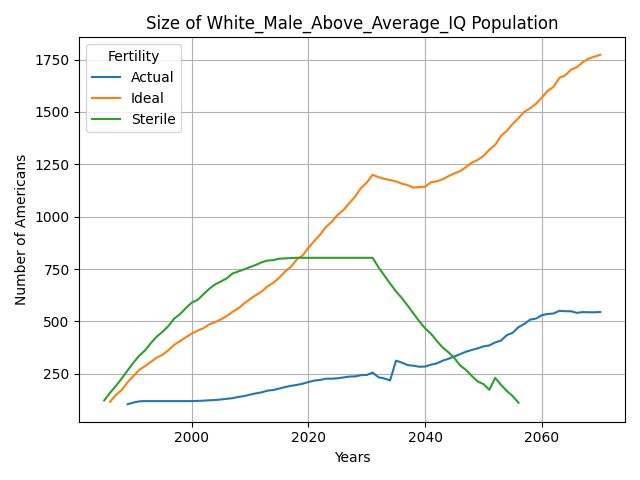 Size of White_Male_Above_Average_IQ Population
Fertility
Actual
Ideal
Sterile
Number of Americans
1750
1500
1250
1000
750
500
250
2000
2020
2040
2060
Years